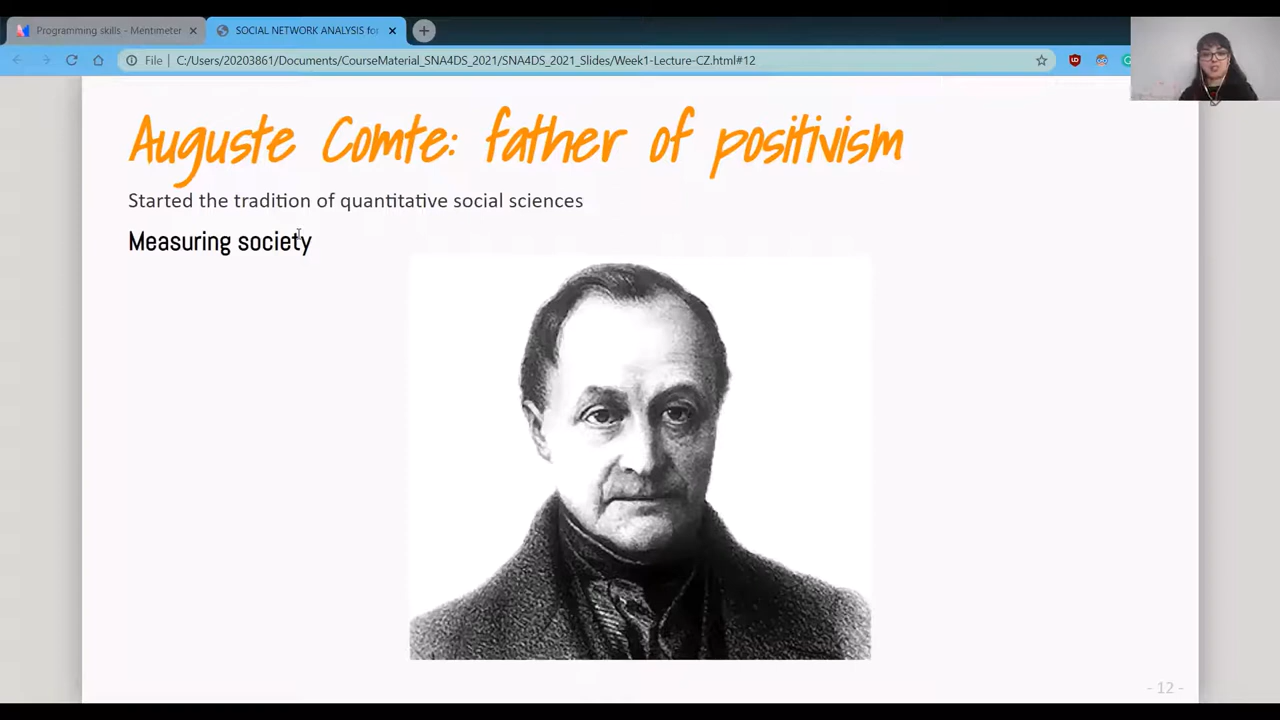 Programming skills - Mentimeter
SOCIAL NETWORK ANALYSIS for
File
C:/Users/20203861/Documents/CourseMaterial_SNA4DS_2021/SNA4DS_2021_Slides/Week1-Lecture-CZ.html#12
Auguste Comte: father of positivism
Started the tradition of quantitative social sciences
Measuring society
- 12 -